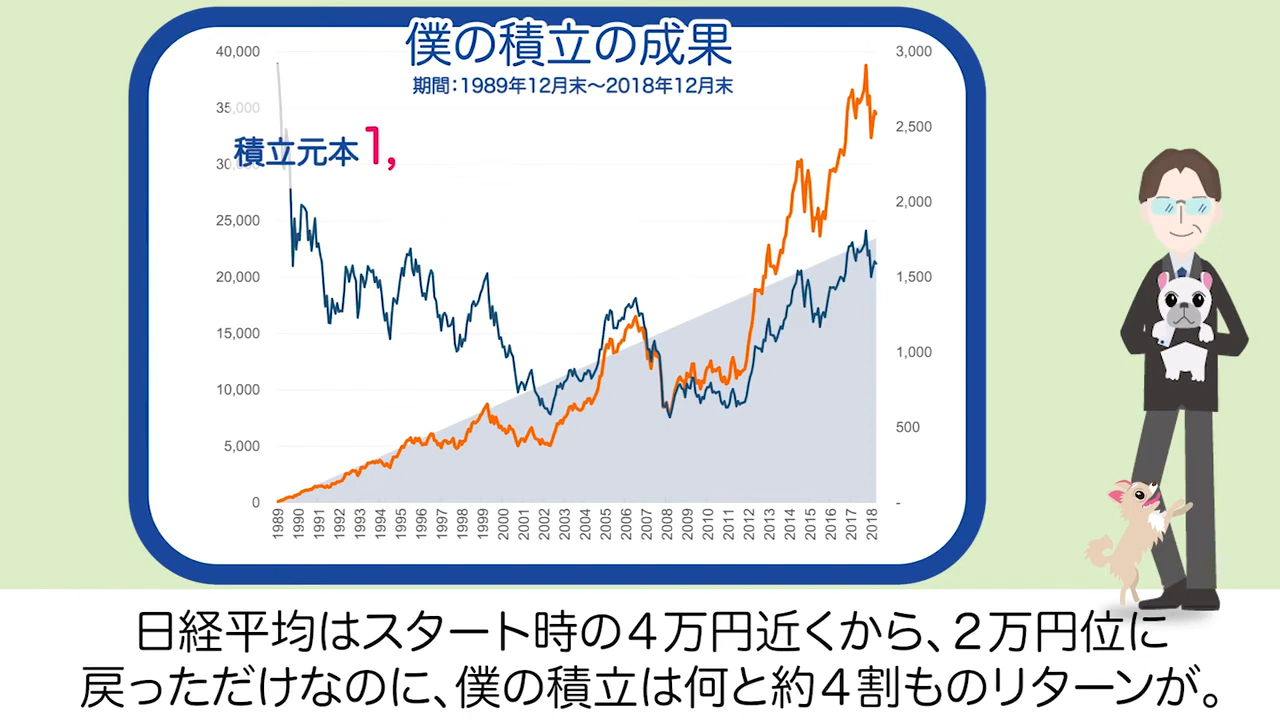 僕の積立の成果
期間：1989年12月末～2018年12月末
積立元本1,
40,000
35,000
30,000
25,000
20,000
15,000
10,000
5,000
0
3,000
2,500
2,000
1,500
1,000
500
-
1989 1990 1991 1992 1993 1994 1995 1996 1997 1998 1999 2000 2001 2002 2003 2004 2005 2006 2007 2008 2009 2010 2011 2012 2013 2014 2015 2016 2017 2018
日経平均はスタート時の４万円近くから、２万円位に
戻っただけなのに、僕の積立は何と約４割ものリターンが。